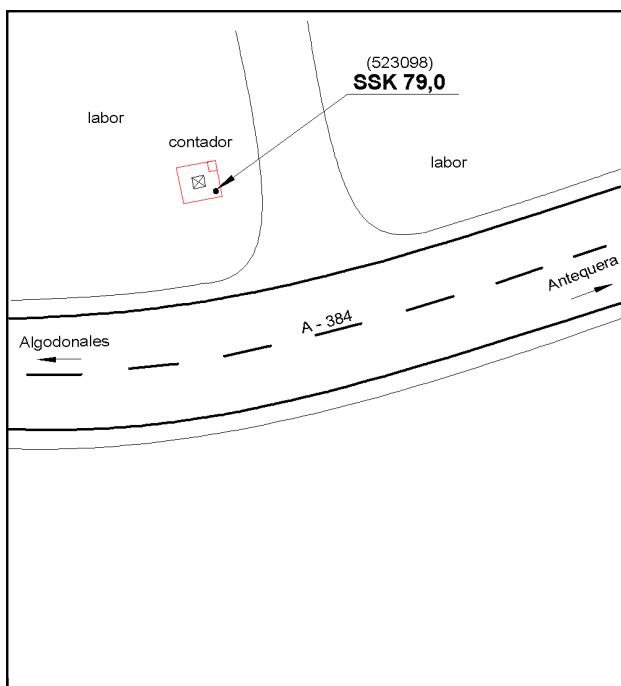 (523098)
SSK 79,0
labor
contador
labor
Antequera
A - 384
Algodonales